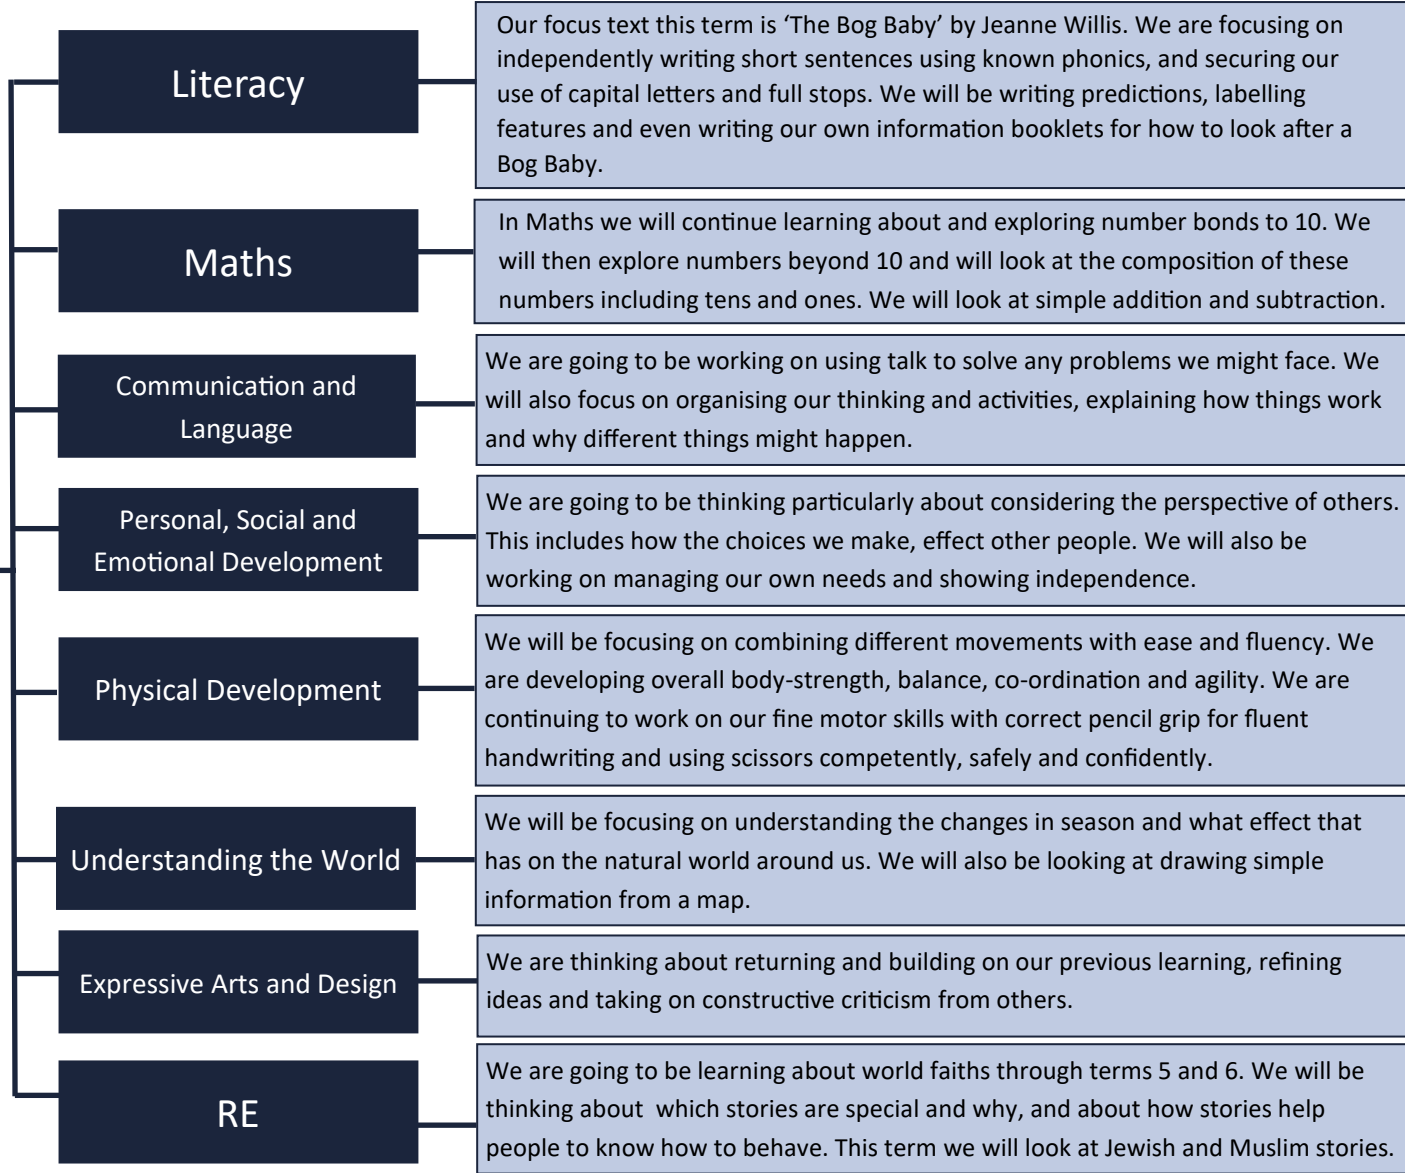 Literacy
Our focus text this term is ‘The Bog Baby’ by Jeanne Willis. We are focusing on
independently writing short sentences using known phonics, and securing our
use of capital letters and full stops. We will be writing predictions, labelling
features and even writing our own information booklets for how to look after a
Bog Baby.
Maths
In Maths we will continue learning about and exploring number bonds to 10. We
will then explore numbers beyond 10 and will look at the composition of these
numbers including tens and ones. We will look at simple addition and subtraction.
Communication and
Language
We are going to be working on using talk to solve any problems we might face. We
will also focus on organising our thinking and activities, explaining how things work
and why different things might happen.
Personal, Social and
Emotional Development
We are going to be thinking particularly about considering the perspective of others.
This includes how the choices we make, effect other people. We will also be
working on managing our own needs and showing independence.
Physical Development
We will be focusing on combining different movements with ease and fluency. We
are developing overall body-strength, balance, co-ordination and agility. We are
continuing to work on our fine motor skills with correct pencil grip for fluent
handwriting and using scissors competently, safely and confidently.
Understanding the World
We will be focusing on understanding the changes in season and what effect that
has on the natural world around us. We will also be looking at drawing simple
information from a map.
Expressive Arts and Design
We are thinking about returning and building on our previous learning, refining
ideas and taking on constructive criticism from others.
RE
We are going to be learning about world faiths through terms 5 and 6. We will be
thinking about  which stories are special and why, and about how stories help
people to know how to behave. This term we will look at Jewish and Muslim stories.